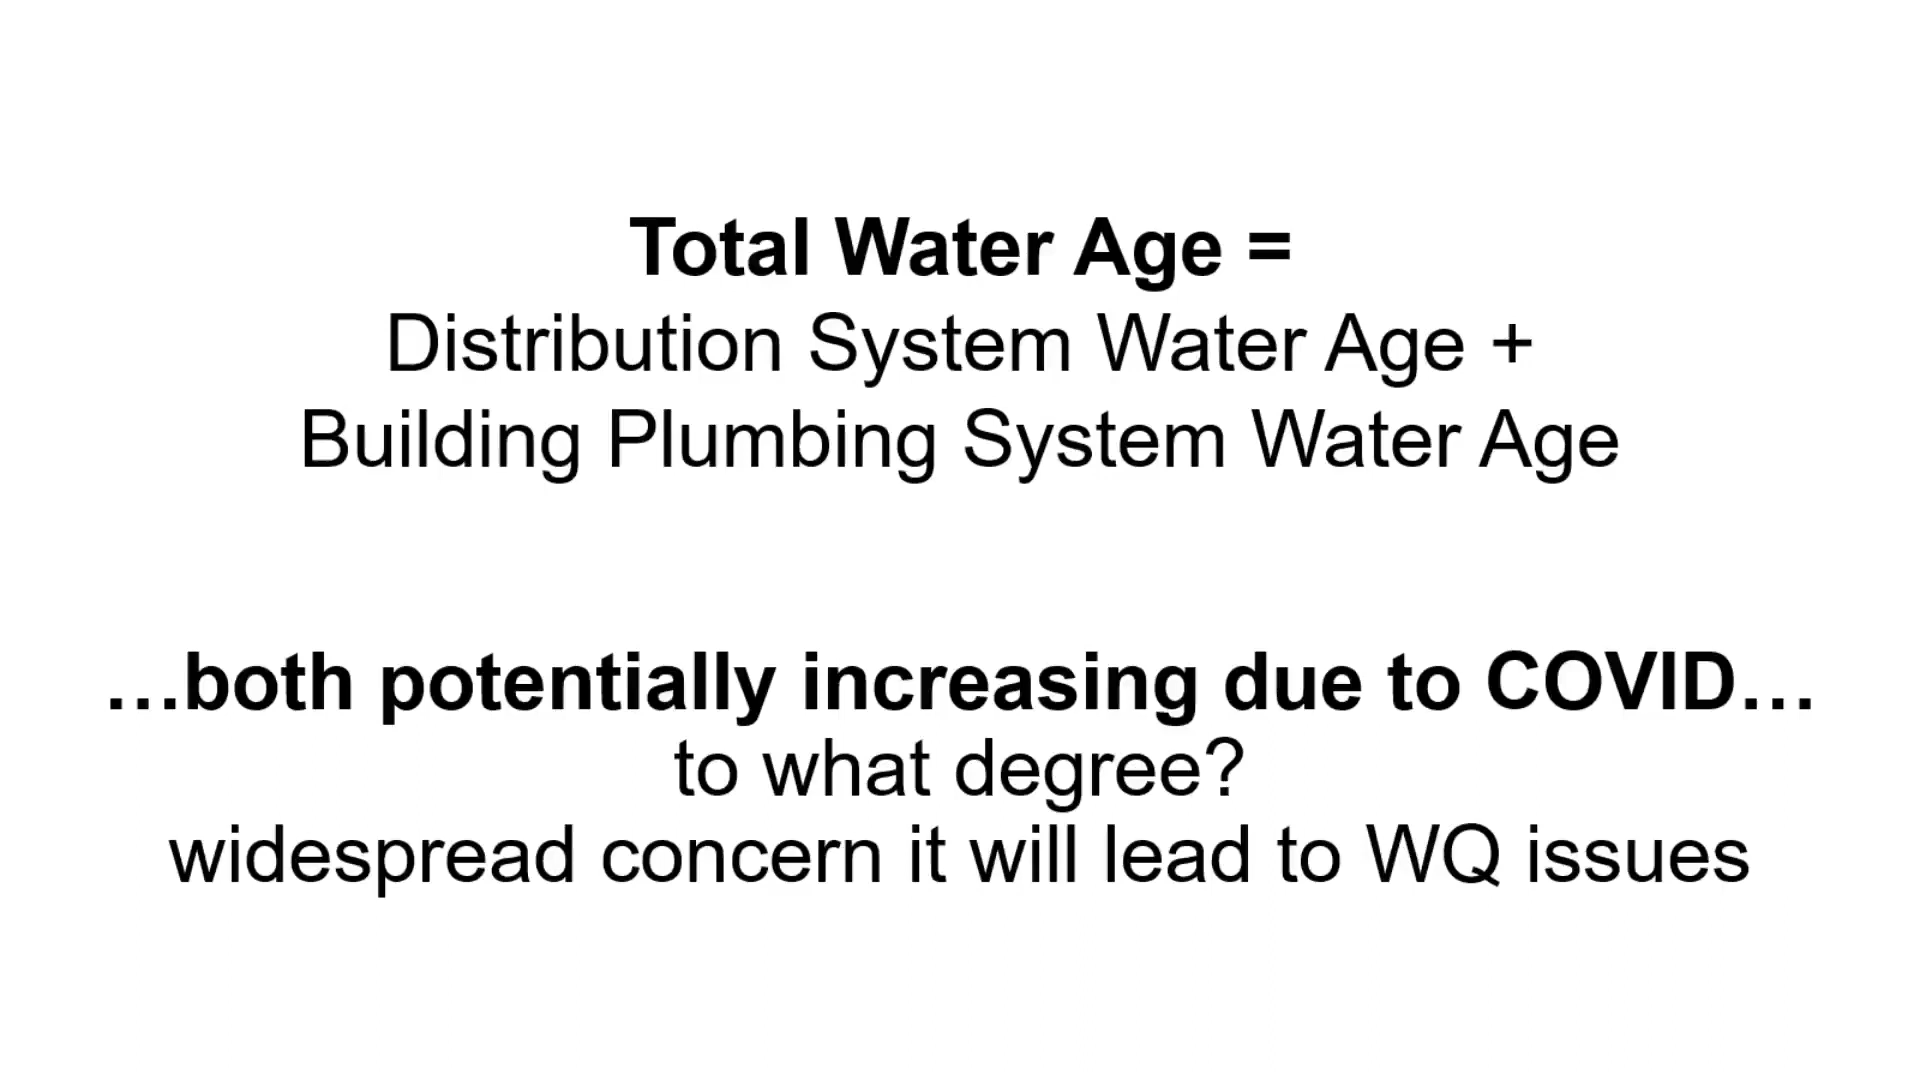 Total Water Age =
Distribution System Water Age +
Building Plumbing System Water Age
…both potentially increasing due to COVID…
to what degree?
widespread concern it will lead to WQ issues